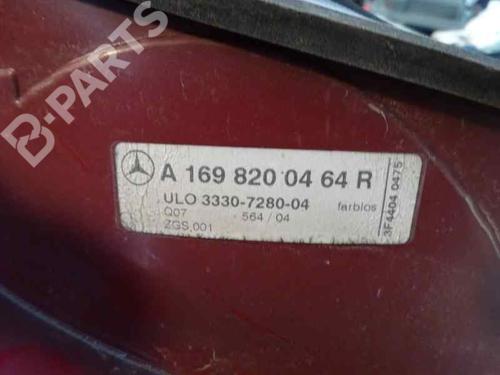 B-PARTS
A 169 820 04 64 R
ULO 3330-7280-04 farblos
Q07 564 / 04
ZGS 001
3F4404 0475